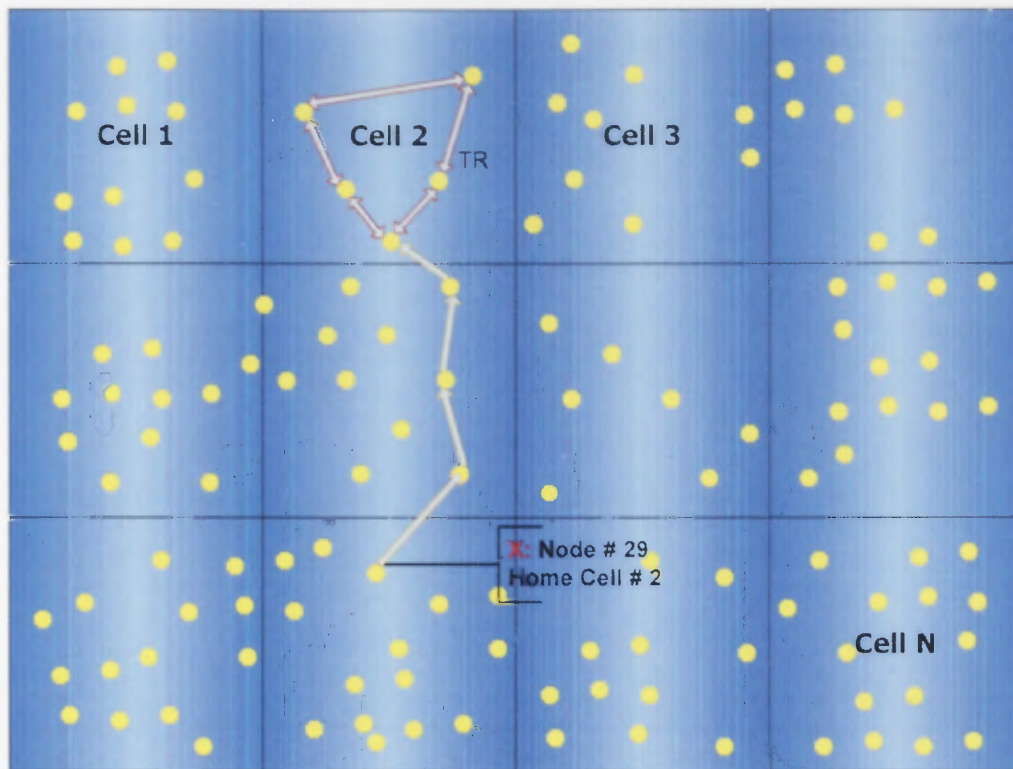 Cell 1
Cell 2
Cell 3
TR
X: Node # 29
Home Cell # 2
Cell N